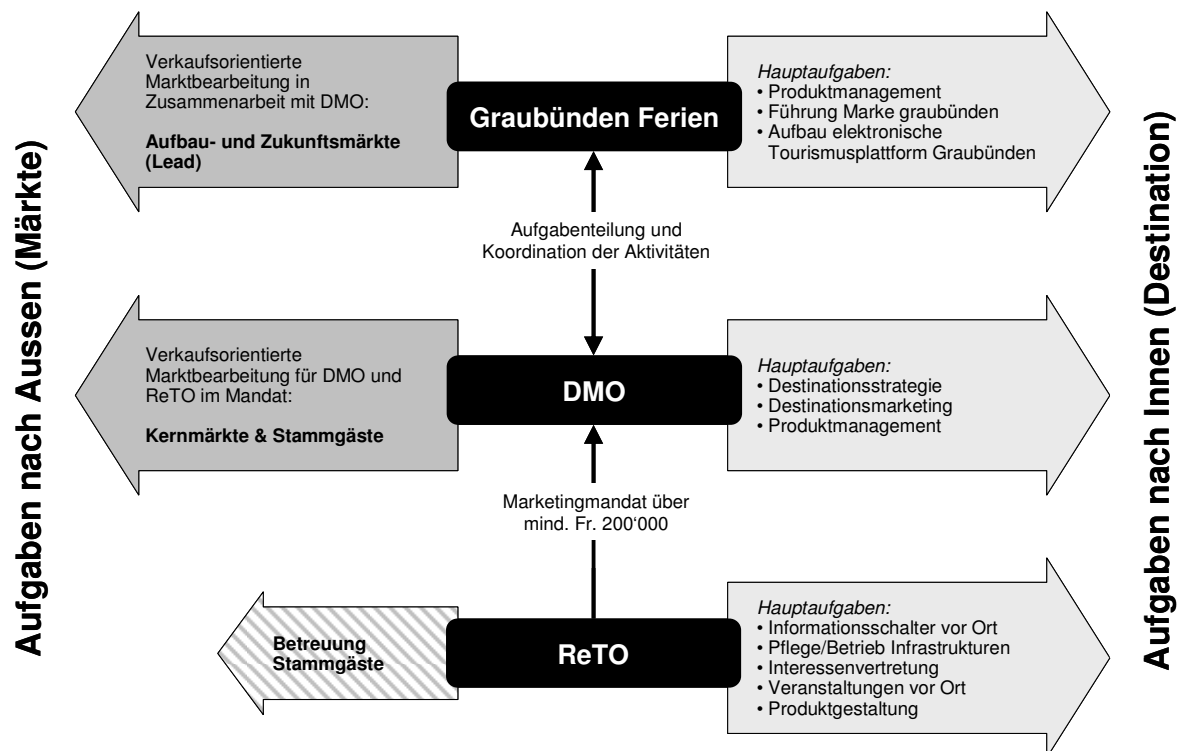 Aufgaben nach Aussen (Märkte)
Verkaufsorientierte
Marktbearbeitung in
Zusammenarbeit mit DMO:
Aufbau- und Zukunftsmärkte
(Lead)
Graubünden Ferien
Hauptaufgaben:
• Produktmanagement
• Führung Marke graubünden
• Aufbau elektronische
Tourismusplattform Graubünden
Aufgabenteilung und
Koordination der Aktivitäten
Verkaufsorientierte
Marktbearbeitung für DMO und
ReTO im Mandat:
Kernmärkte & Stammgäste
DMO
Hauptaufgaben:
• Destinationsstrategie
• Destinationsmarketing
• Produktmanagement
Marketingmandat über
mind. Fr. 200‘000
Betreuung
Stammgäste
ReTO
Hauptaufgaben:
• Informationsschalter vor Ort
• Pflege/Betrieb Infrastrukturen
• Interessenvertretung
• Veranstaltungen vor Ort
• Produktgestaltung
Aufgaben nach Innen (Destination)